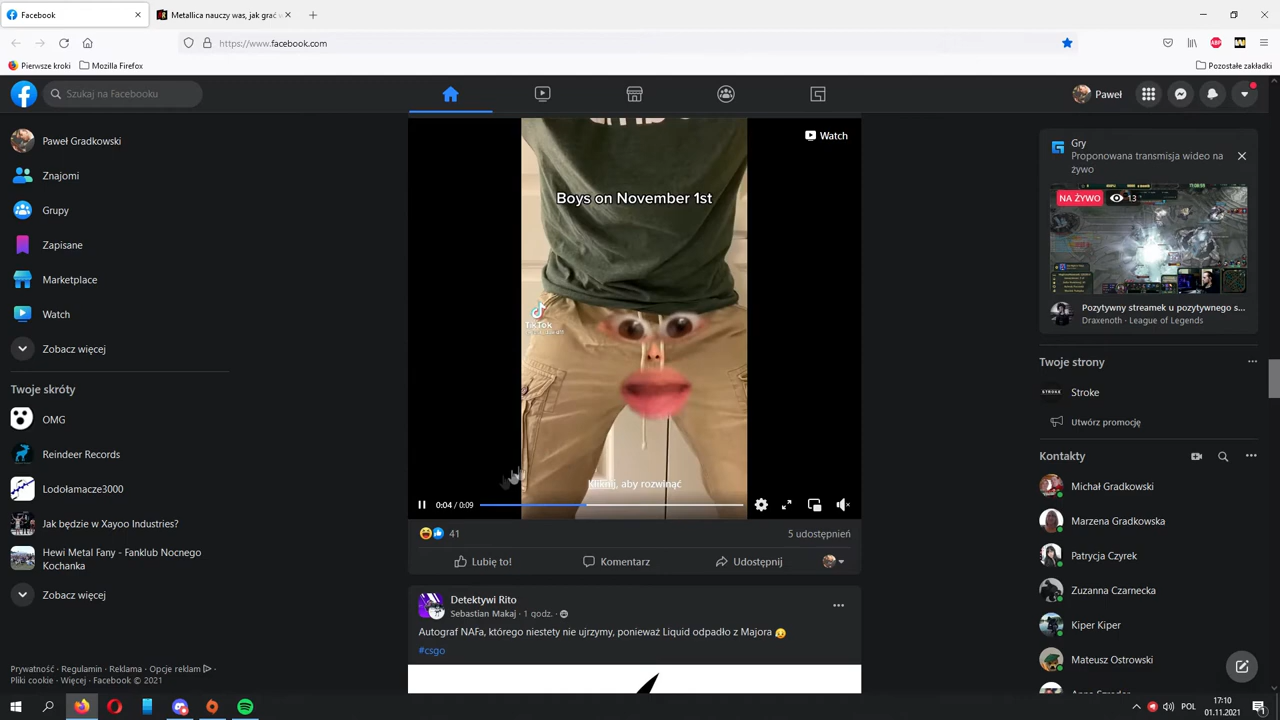 Facebook
Metallica nauczy was, jak grać w
https://www.facebook.com
Pierwsze kroki
Mozilla Firefox
Pozostałe zakładki
Szukaj na Facebooku
Paweł
Paweł Gradkowski
Znajomi
Grupy
Zapisane
Marketplace
Watch
Zobacz więcej
Twoje skróty
OMG
Reindeer Records
Lodołamacze3000
Jak będzie w Xayoo Industries?
Hewi Metal Fany - Fanklub Nocnego
Kochanka
Zobacz więcej
Prywatność · Regulamin · Reklama · Opcje reklam ·
Pliki cookie · Więcej · Facebook © 2021
Watch
Boys on November 1st
TikTok
Kliknij, aby rozwinąć
0:04 / 0:09
41
5 udostępnień
Lubię to!
Komentarz
Udostępnij
Detektywi Rito
Sebastian Makaj · 1 godz. ·
Autograf NAFa, którego niestety nie ujrzymy, ponieważ Liquid odpadło z Majora
#csgo
Gry
Proponowana transmisja wideo na
żywo
NA ŻYWO
13
Pozytywny streamek u pozytywnego s...
Draxenoth · League of Legends
Twoje strony
STROKE
Stroke
Utwórz promocję
Kontakty
Michał Gradkowski
Marzena Gradkowska
Patrycja Czyrek
Zuzanna Czarnecka
Kiper Kiper
Mateusz Ostrowski
ABP
POL
17:10
01.11.2021
1